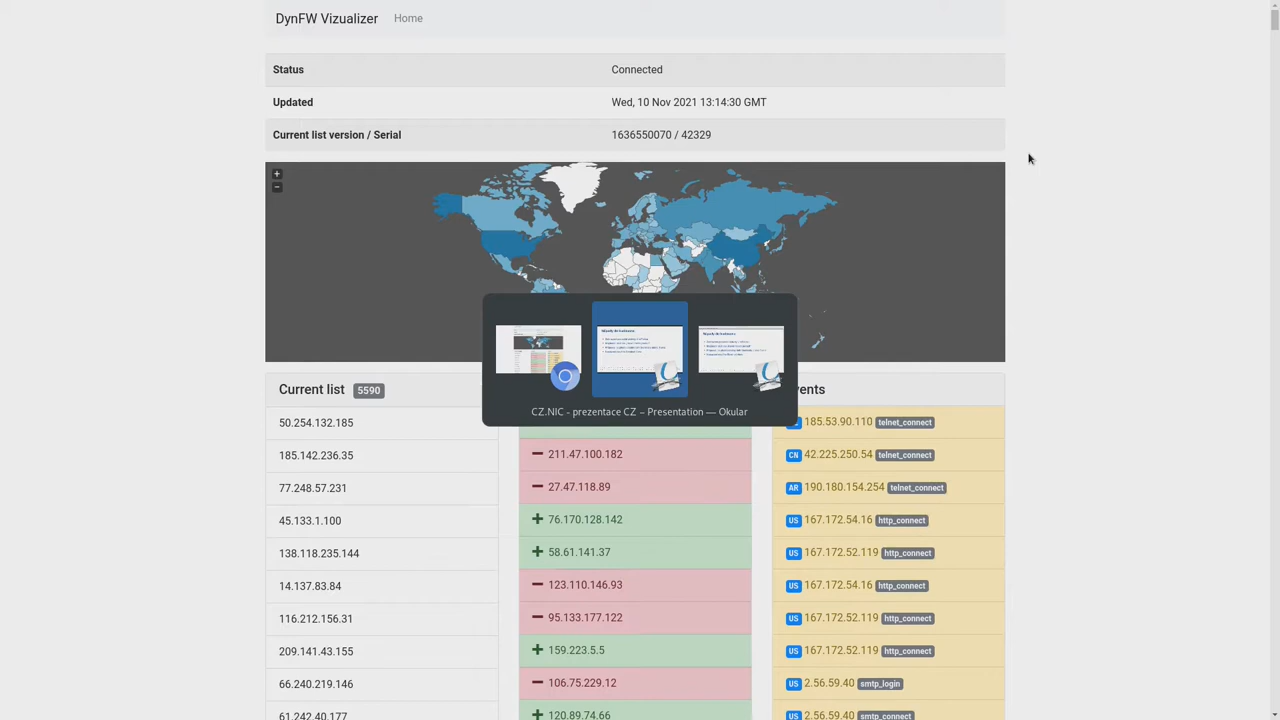 DynFW Vizualizer Home
Status Connected
Updated Wed, 10 Nov 2021 13:14:30 GMT
Current list version / Serial 1636550070 / 42329
+
−
CZ.NIC - prezentace CZ – Presentation — Okular
Current list 5590
50.254.132.185
185.142.236.35
77.248.57.231
45.133.1.100
138.118.235.144
14.137.83.84
116.212.156.31
209.141.43.155
66.240.219.146
61.242.40.177
− 211.47.100.182
− 27.47.118.89
+ 76.170.128.142
+ 58.61.141.37
− 123.110.146.93
− 95.133.177.122
+ 159.223.5.5
− 106.75.229.12
+ 120.89.74.66
185.53.90.110 telnet_connect
CN 42.225.250.54 telnet_connect
AR 190.180.154.254 telnet_connect
US 167.172.54.16 http_connect
US 167.172.52.119 http_connect
US 167.172.54.16 http_connect
US 167.172.52.119 http_connect
US 167.172.52.119 http_connect
US 2.56.59.40 smtp_login
US 2.56.59.40 smtp_connect